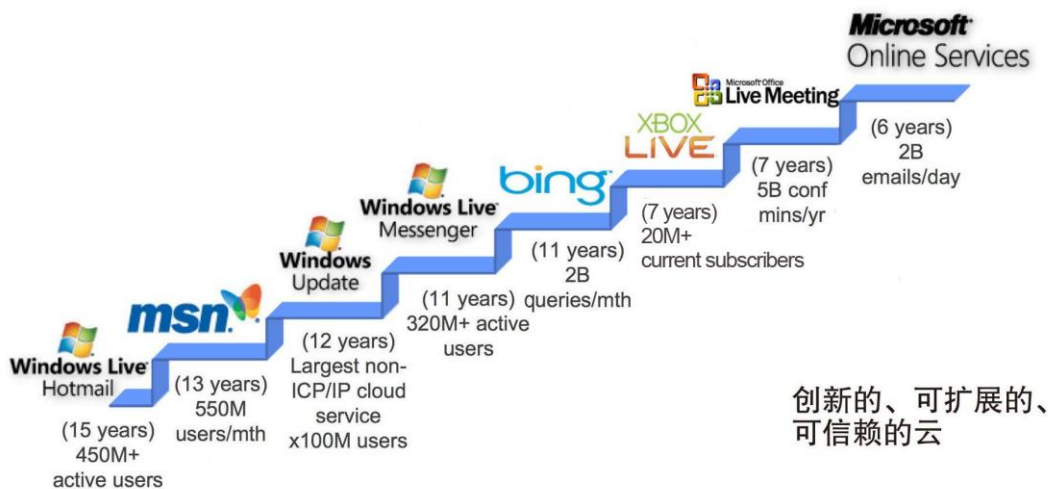 Windows Live
Hotmail
(15 years)
450M+
active users
msn
(13 years)
550M
users/mth
Windows
Update
(12 years)
Largest non-
ICP/IP cloud
service
x100M users
Windows Live
Messenger
(11 years)
320M+ active
users
bing
(11 years)
2B
queries/mth
XBOX
LIVE
(7 years)
20M+
current subscribers
Microsoft Office
Live Meeting
(7 years)
5B conf
mins/yr
Microsoft
Online Services
(6 years)
2B
emails/day
创新的、可扩展的、
可信赖的云